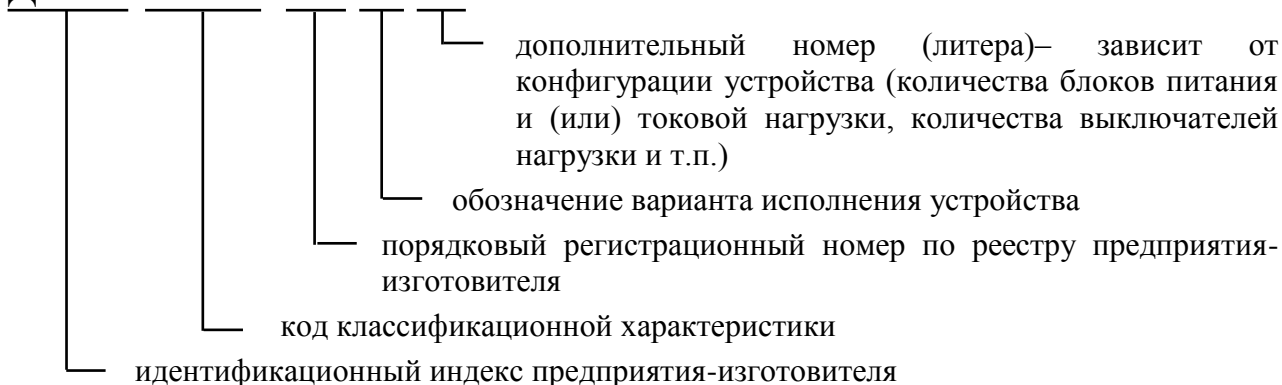 дополнительный номер (литера)– зависит от
конфигурации устройства (количества блоков питания
и (или) токовой нагрузки, количества выключателей
нагрузки и т.п.)
обозначение варианта исполнения устройства
порядковый регистрационный номер по реестру предприятия-
изготовителя
код классификационной характеристики
идентификационный индекс предприятия-изготовителя